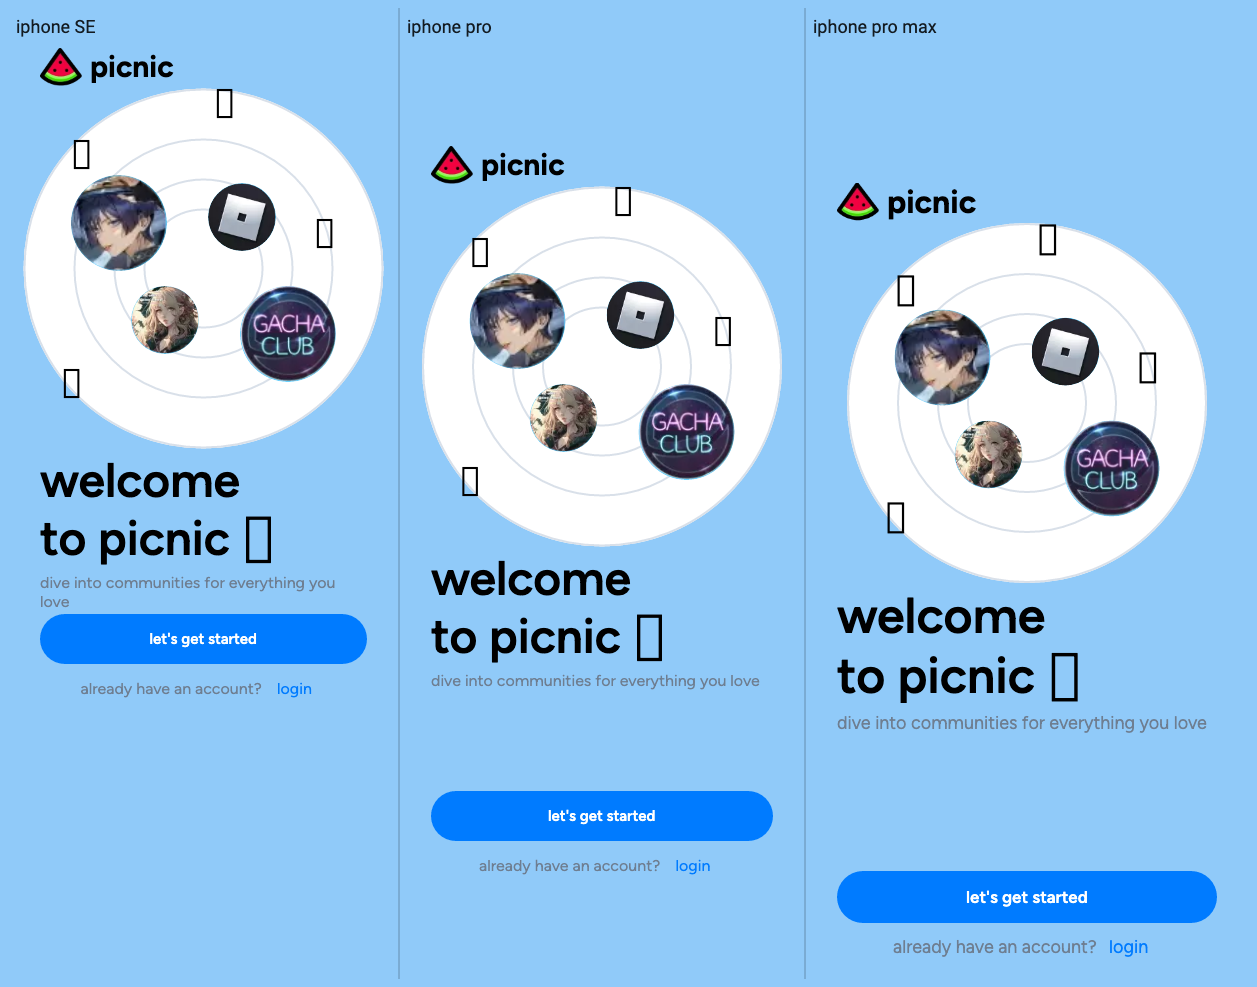 iphone SE
picnic
GACHA
CLUB
welcome
to picnic
dive into communities for everything you
love
let's get started
already have an account? login
iphone pro
picnic
GACHA
CLUB
welcome
to picnic
dive into communities for everything you love
let's get started
already have an account? login
iphone pro max
picnic
GACHA
CLUB
welcome
to picnic
dive into communities for everything you love
let's get started
already have an account? login